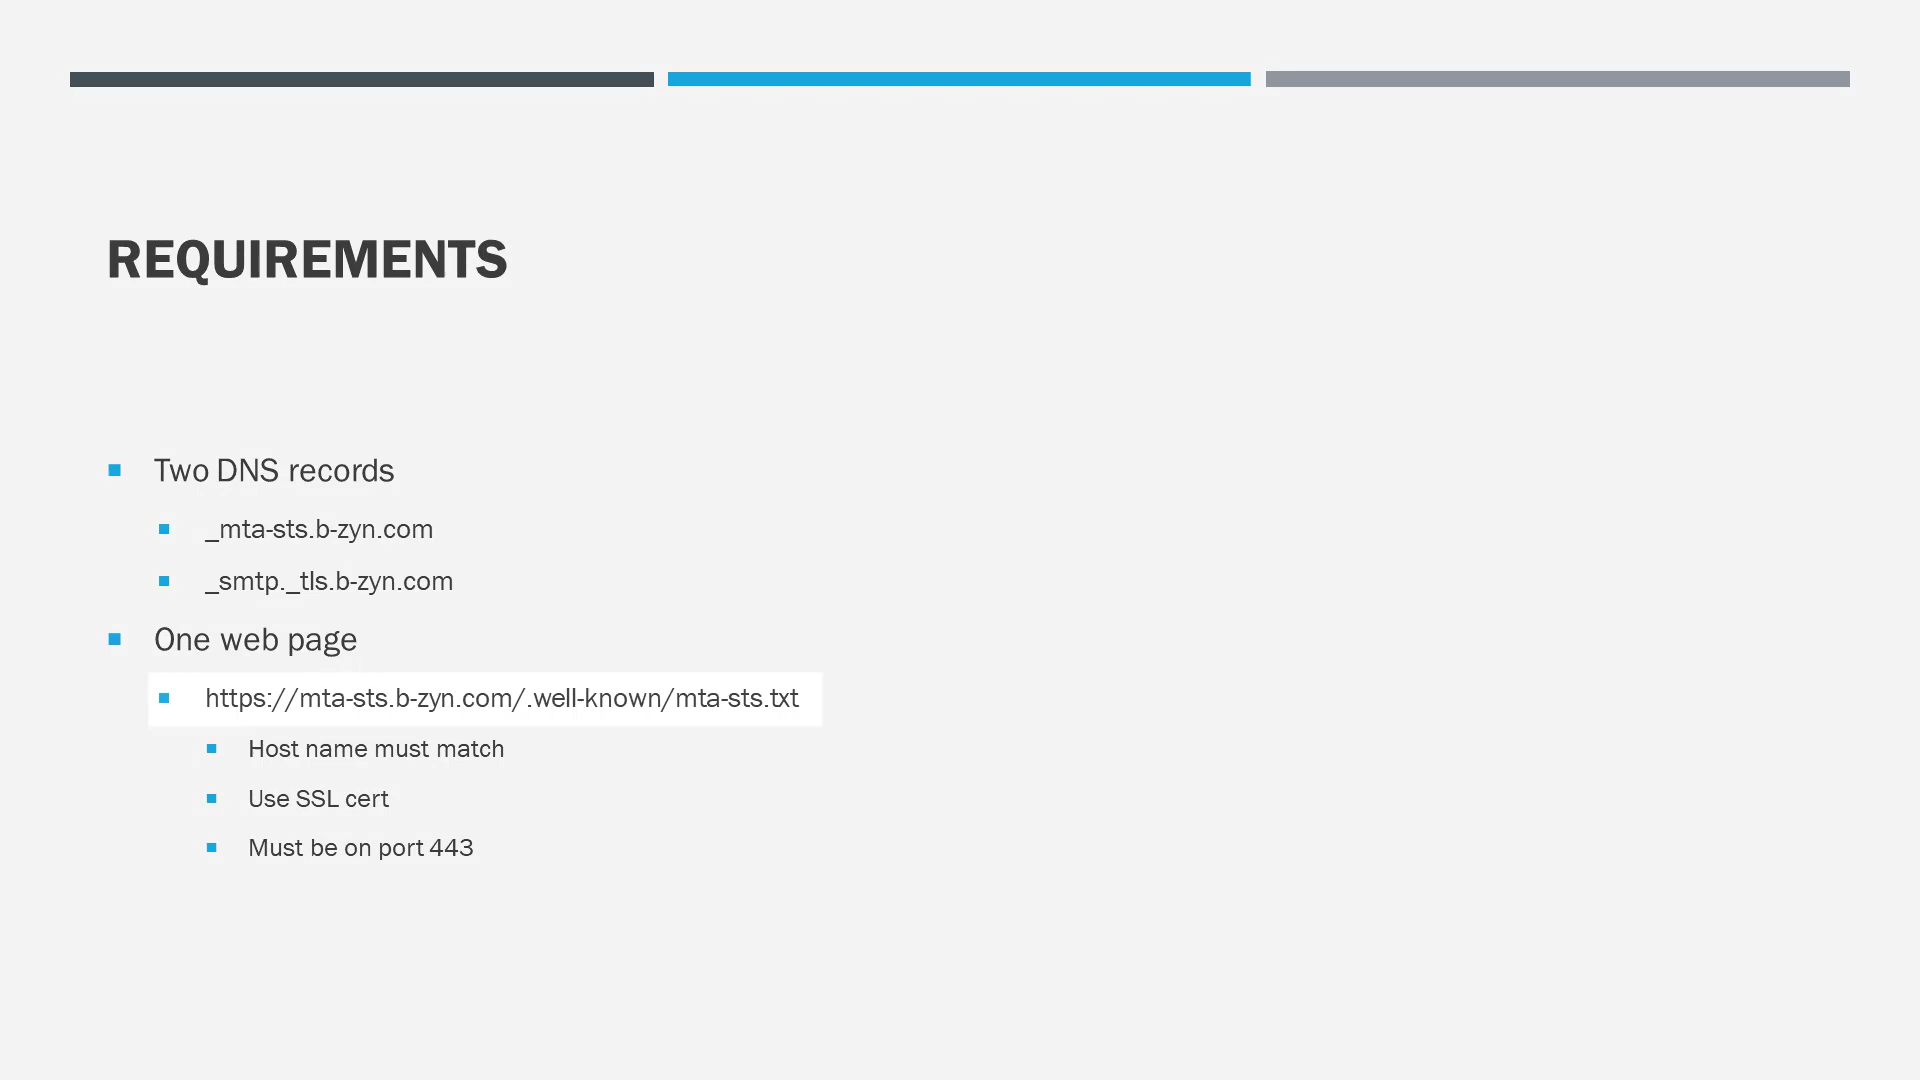 REQUIREMENTS
Two DNS records
_mta-sts.b-zyn.com
_smtp._tls.b-zyn.com
One web page
https://mta-sts.b-zyn.com/.well-known/mta-sts.txt
Host name must match
Use SSL cert
Must be on port 443